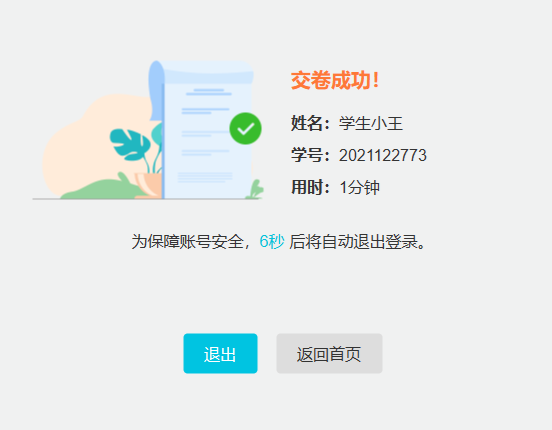 交卷成功！
姓名：学生小王
学号：2021122773
用时：1分钟
为保障账号安全，6秒 后将自动退出登录。
退出
返回首页